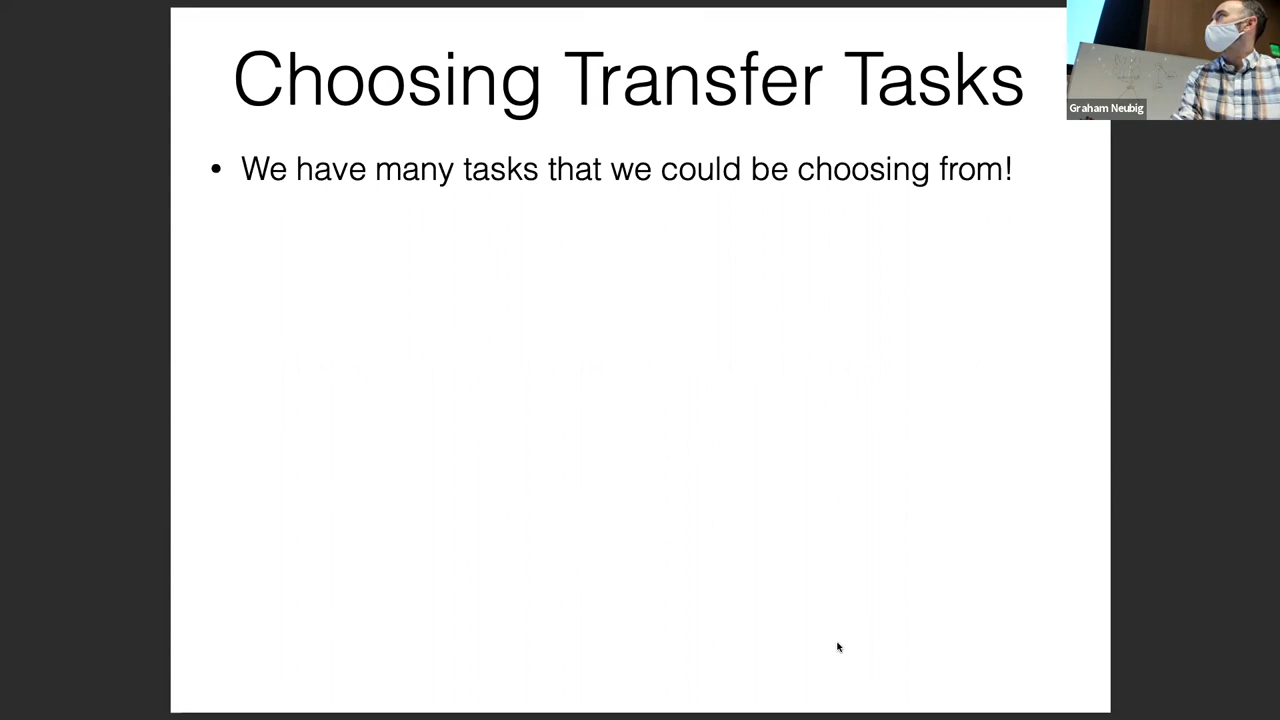 Choosing Transfer Tasks
• We have many tasks that we could be choosing from!
Graham Neubig